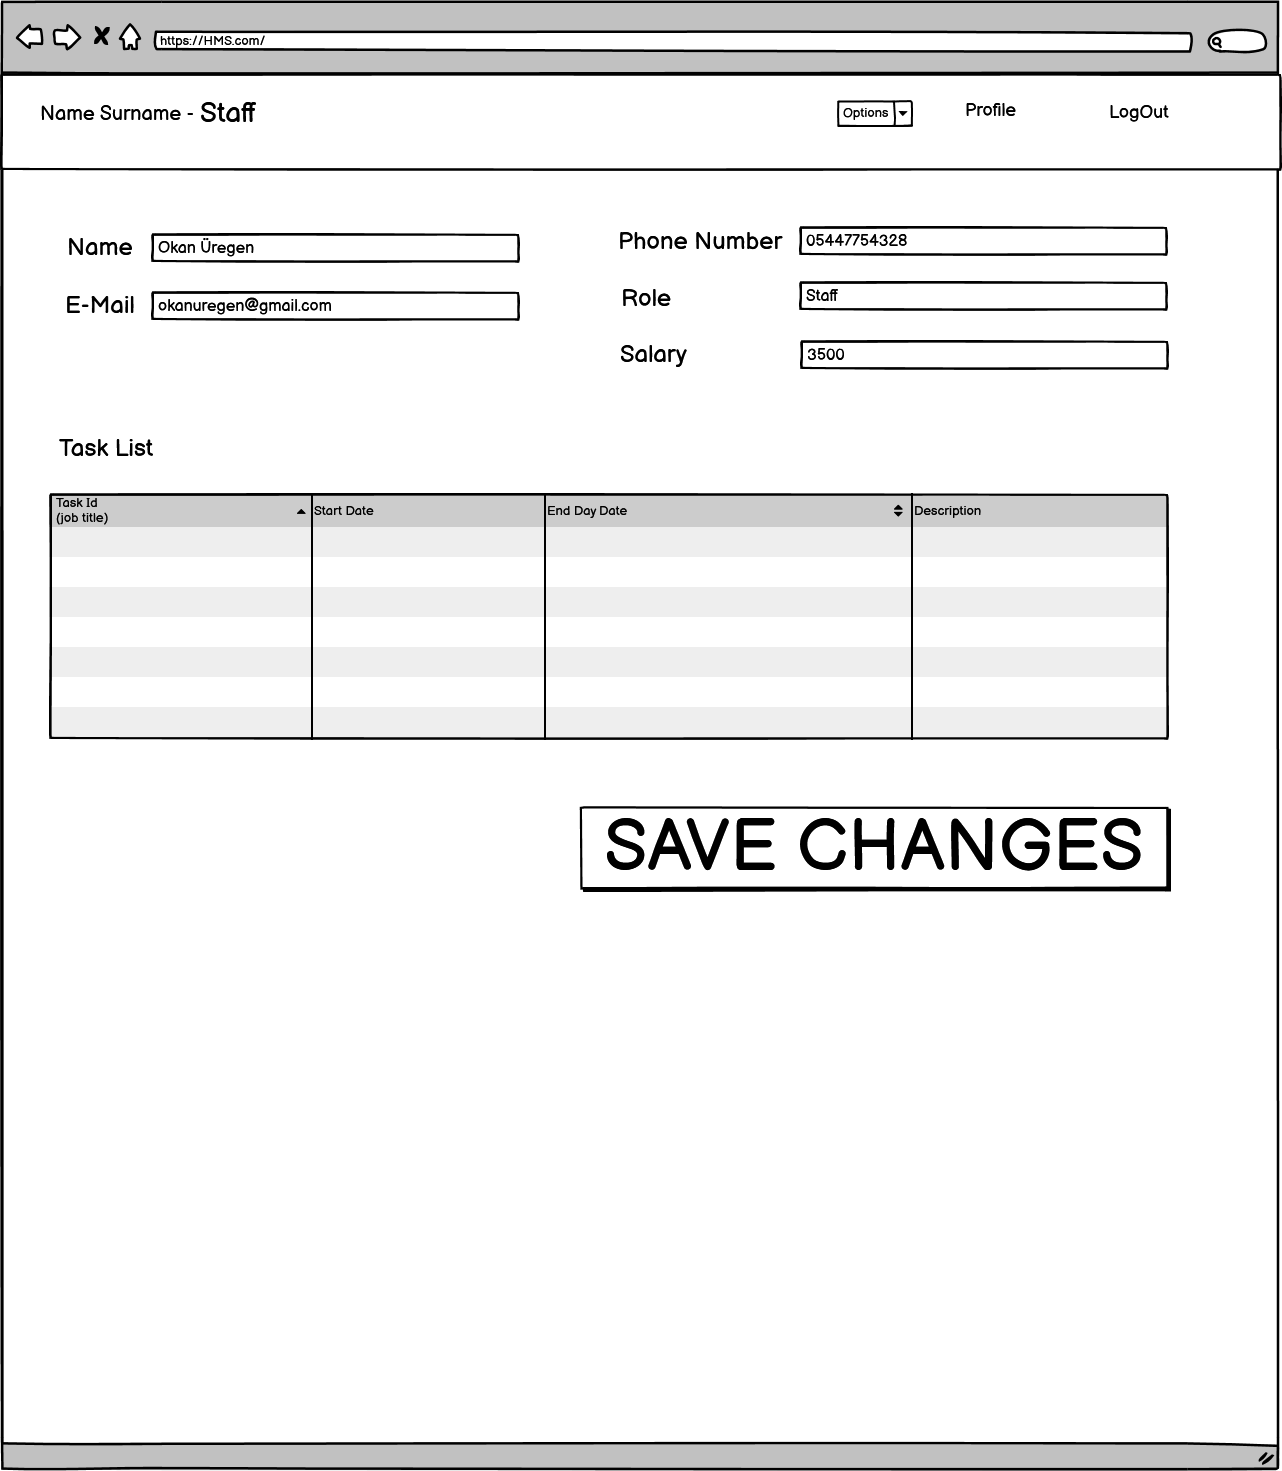 https://HMS.com/
Name Surname - Staff
Options
Profile
LogOut
Name
Okan Üregen
Phone Number
05447754328
E-Mail
okanuregen@gmail.com
Role
Staff
Salary
3500
Task List
Task Id
(job title)
Start Date
End Day Date
Description
SAVE CHANGES